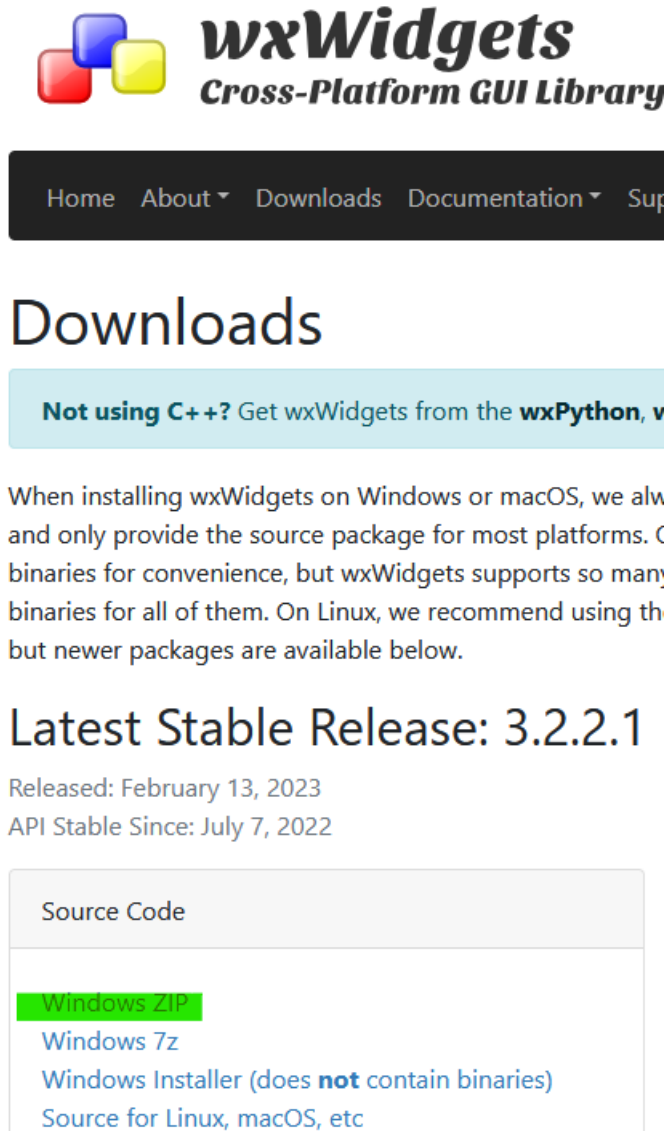 wxWidgets
Cross-Platform GUI Library
Home About Downloads Documentation
Downloads
Not using C++? Get wxWidgets from the wxPython,
When installing wxWidgets on Windows or macOS, we
and only provide the source package for most platforms.
binaries for convenience, but wxWidgets supports so many
binaries for all of them. On Linux, we recommend using
but newer packages are available below.
Latest Stable Release: 3.2.2.1
Released: February 13, 2023
API Stable Since: July 7, 2022
Source Code
Windows ZIP
Windows 7z
Windows Installer (does not contain binaries)
Source for Linux, macOS, etc